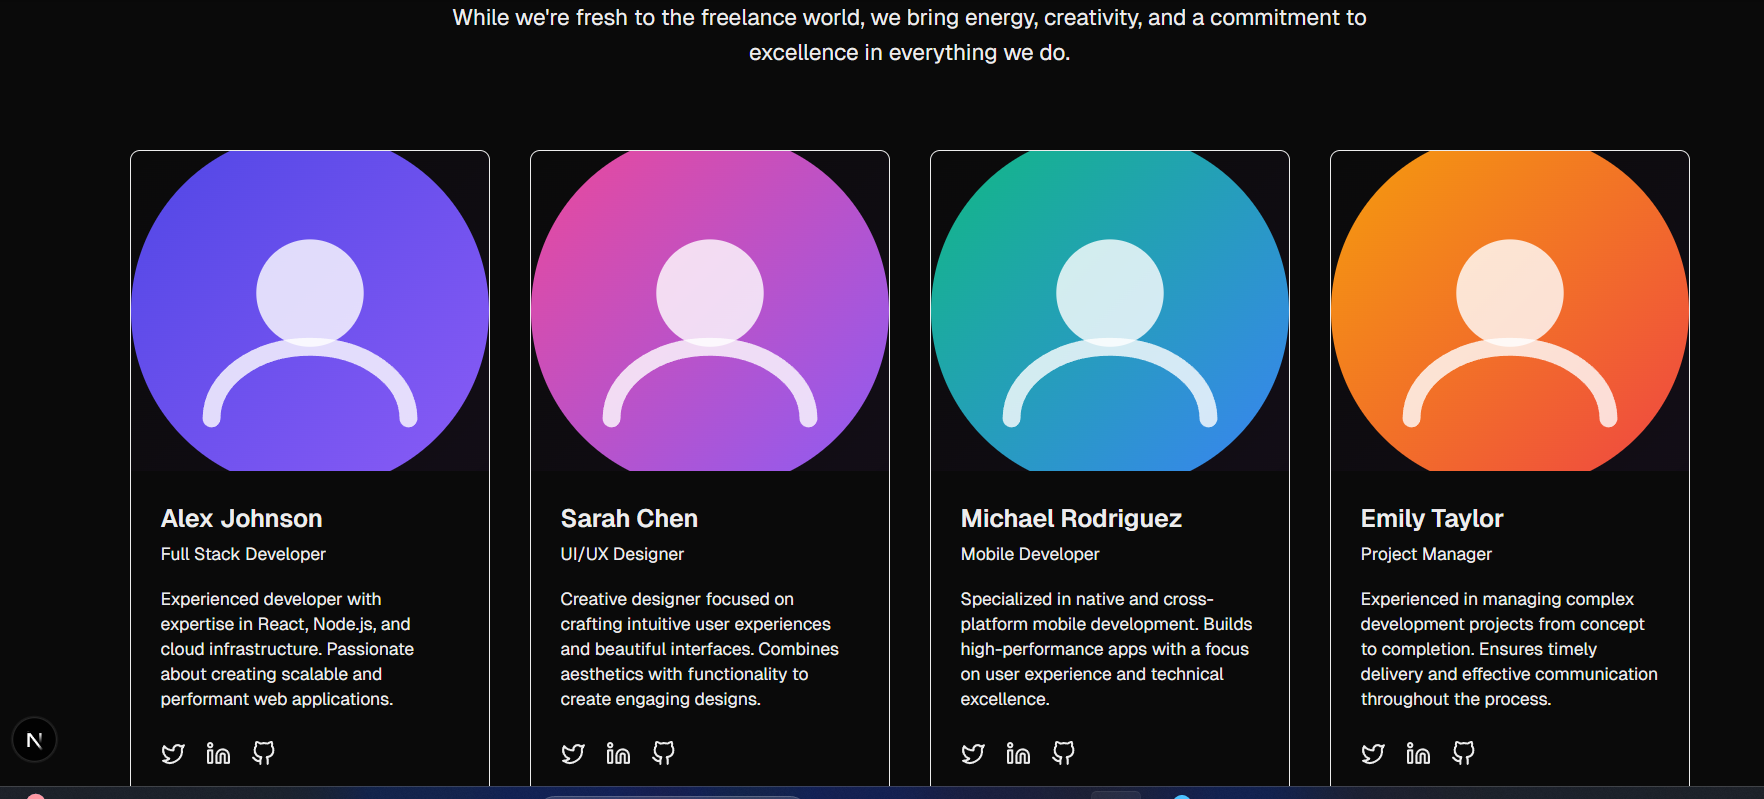 While we're fresh to the freelance world, we bring energy, creativity, and a commitment to
excellence in everything we do.
Alex Johnson
Full Stack Developer
Experienced developer with
expertise in React, Node.js, and
cloud infrastructure. Passionate
about creating scalable and
performant web applications.
Sarah Chen
UI/UX Designer
Creative designer focused on
crafting intuitive user experiences
and beautiful interfaces. Combines
aesthetics with functionality to
create engaging designs.
Michael Rodriguez
Mobile Developer
Specialized in native and cross-
platform mobile development. Builds
high-performance apps with a focus
on user experience and technical
excellence.
Emily Taylor
Project Manager
Experienced in managing complex
development projects from concept
to completion. Ensures timely
delivery and effective communication
throughout the process.
N
in
in
in
in